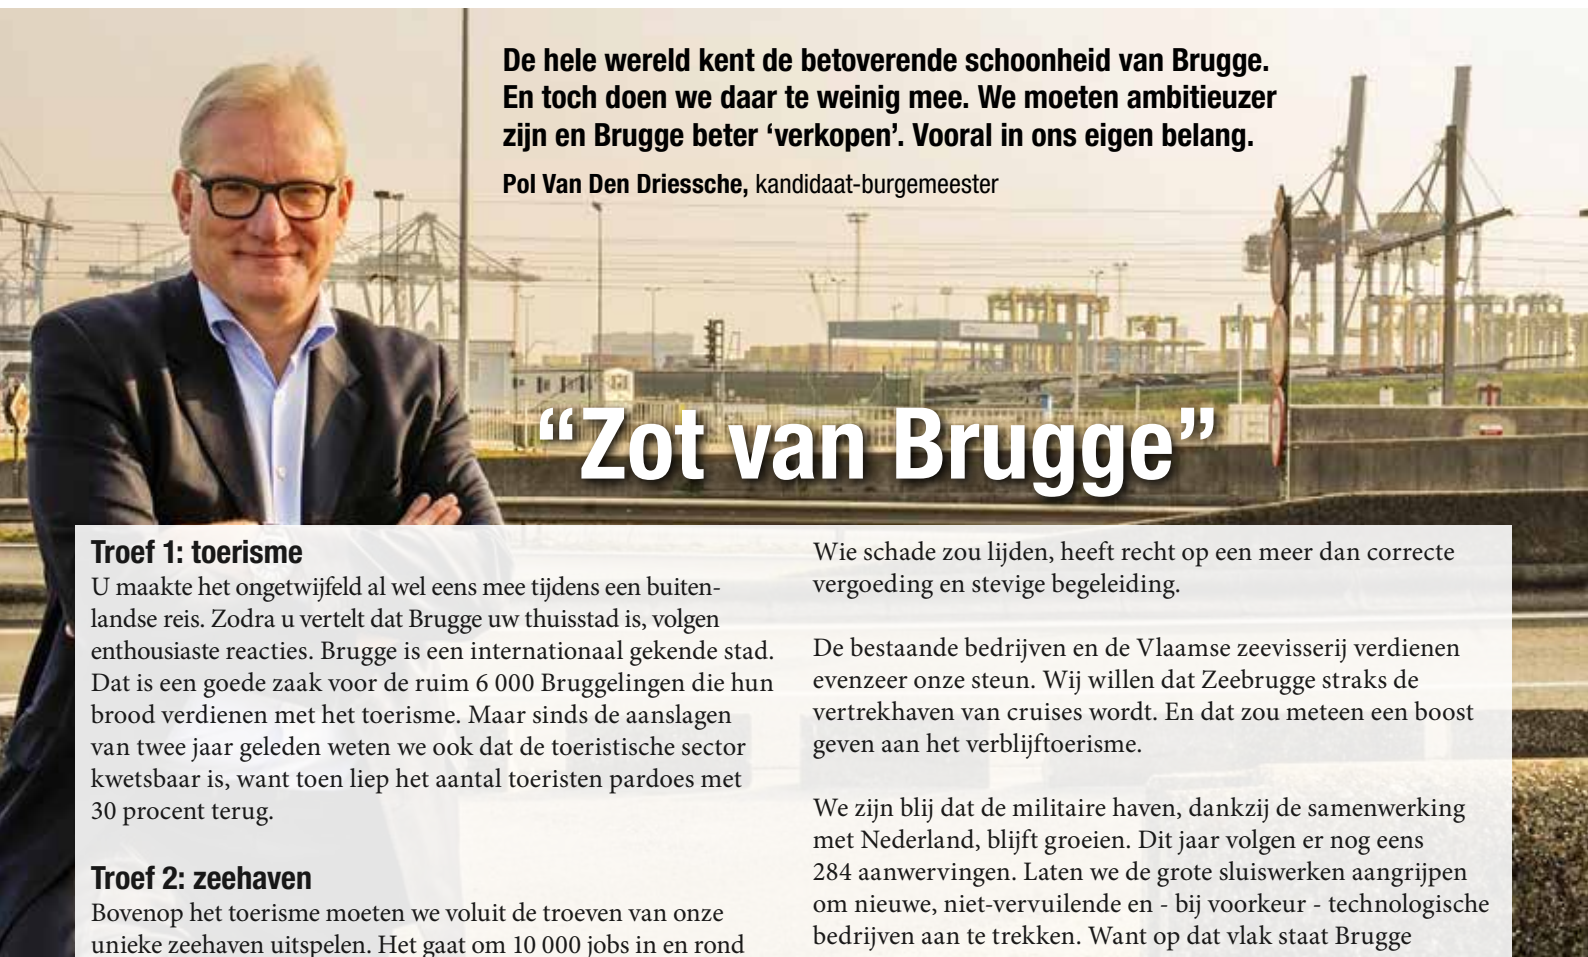 De hele wereld kent de betoverende schoonheid van Brugge.
En toch doen we daar te weinig mee. We moeten ambitieuzer
zijn en Brugge beter ‘verkopen’. Vooral in ons eigen belang.
Pol Van Den Driessche, kandidaat-burgemeester
“Zot van Brugge”
Troef 1: toerisme
U maakte het ongetwijfeld al wel eens mee tijdens een buiten-
landse reis. Zodra u vertelt dat Brugge uw thuisstad is, volgen
enthousiaste reacties. Brugge is een internationaal gekende stad.
Dat is een goede zaak voor de ruim 6 000 Bruggelingen die hun
brood verdienen met het toerisme. Maar sinds de aanslagen
van twee jaar geleden weten we ook dat de toeristische sector
kwetsbaar is, want toen liep het aantal toeristen pardoes met
30 procent terug.
Troef 2: zeehaven
Bovenop het toerisme moeten we voluit de troeven van onze
unieke zeehaven uitspelen. Het gaat om 10 000 jobs in en rond
Wie schade zou lijden, heeft recht op een meer dan correcte
vergoeding en stevige begeleiding.
De bestaande bedrijven en de Vlaamse zeevisserij verdienen
evenzeer onze steun. Wij willen dat Zeebrugge straks de
vertrekhaven van cruises wordt. En dat zou meteen een boost
geven aan het verblijftoerisme.
We zijn blij dat de militaire haven, dankzij de samenwerking
met Nederland, blijft groeien. Dit jaar volgen er nog eens
284 aanwervingen. Laten we de grote sluiswerken aangrijpen
om nieuwe, niet-vervuilende en - bij voorkeur - technologische
bedrijven aan te trekken. Want op dat vlak staat Brugge